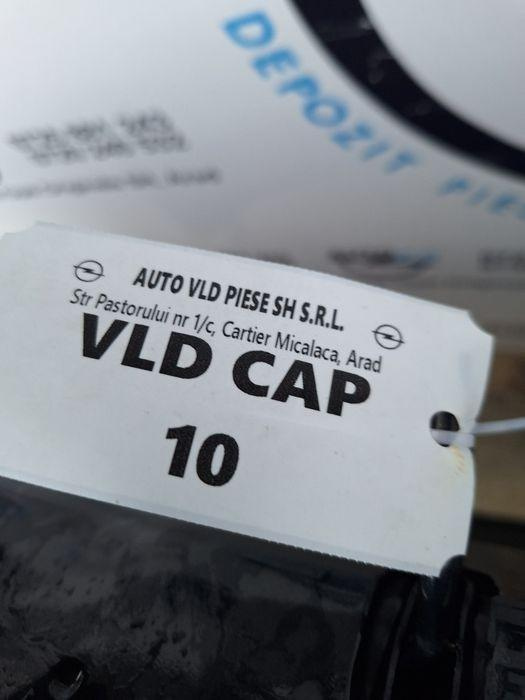 DEPOZIT PIE
AUTO VLD PIESE SH S.R.L.
Str Pastorului nr 1/c, Cartier Micalaca, Arad
VLD CAP
10